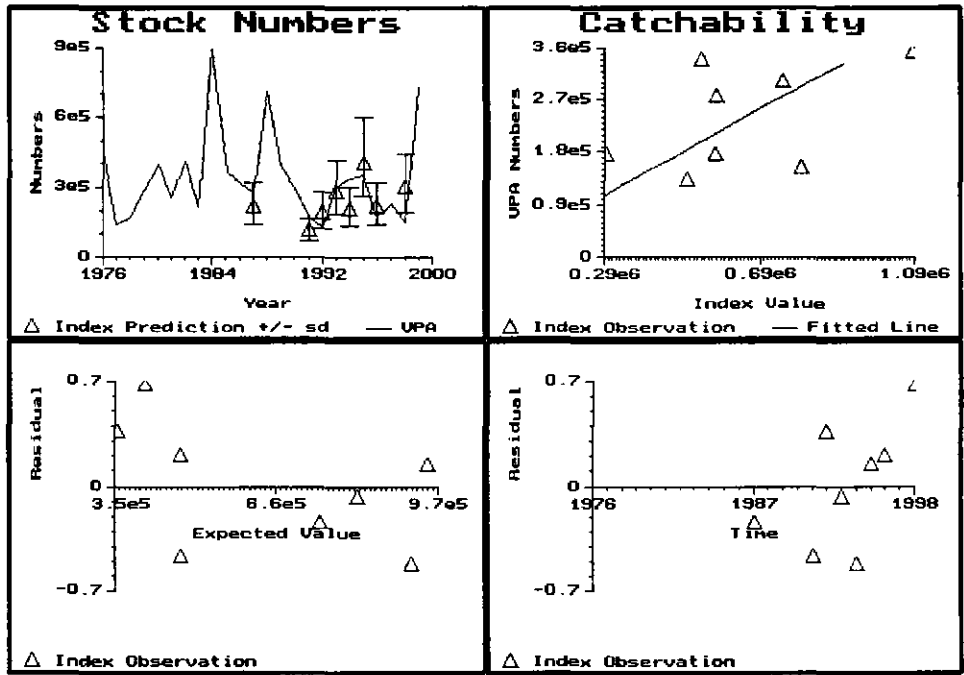 Stock Numbers
9e5
6e5
3e5
0
Numbers
1976 1984 1992 2000
Year
Index Prediction +/- sd VPA
Catchability
3.6e5
2.7e5
1.8e5
0.9e5
0
VPA Numbers
0.29e6 0.69e6 1.09e6
Index Value
Index Observation Fitted Line
0.7
0
-0.7
Residual
3.5e5 6.6e5 9.7e5
Expected Value
Index Observation
0.7
0
-0.7
Residual
1976 1987 1998
Time
Index Observation